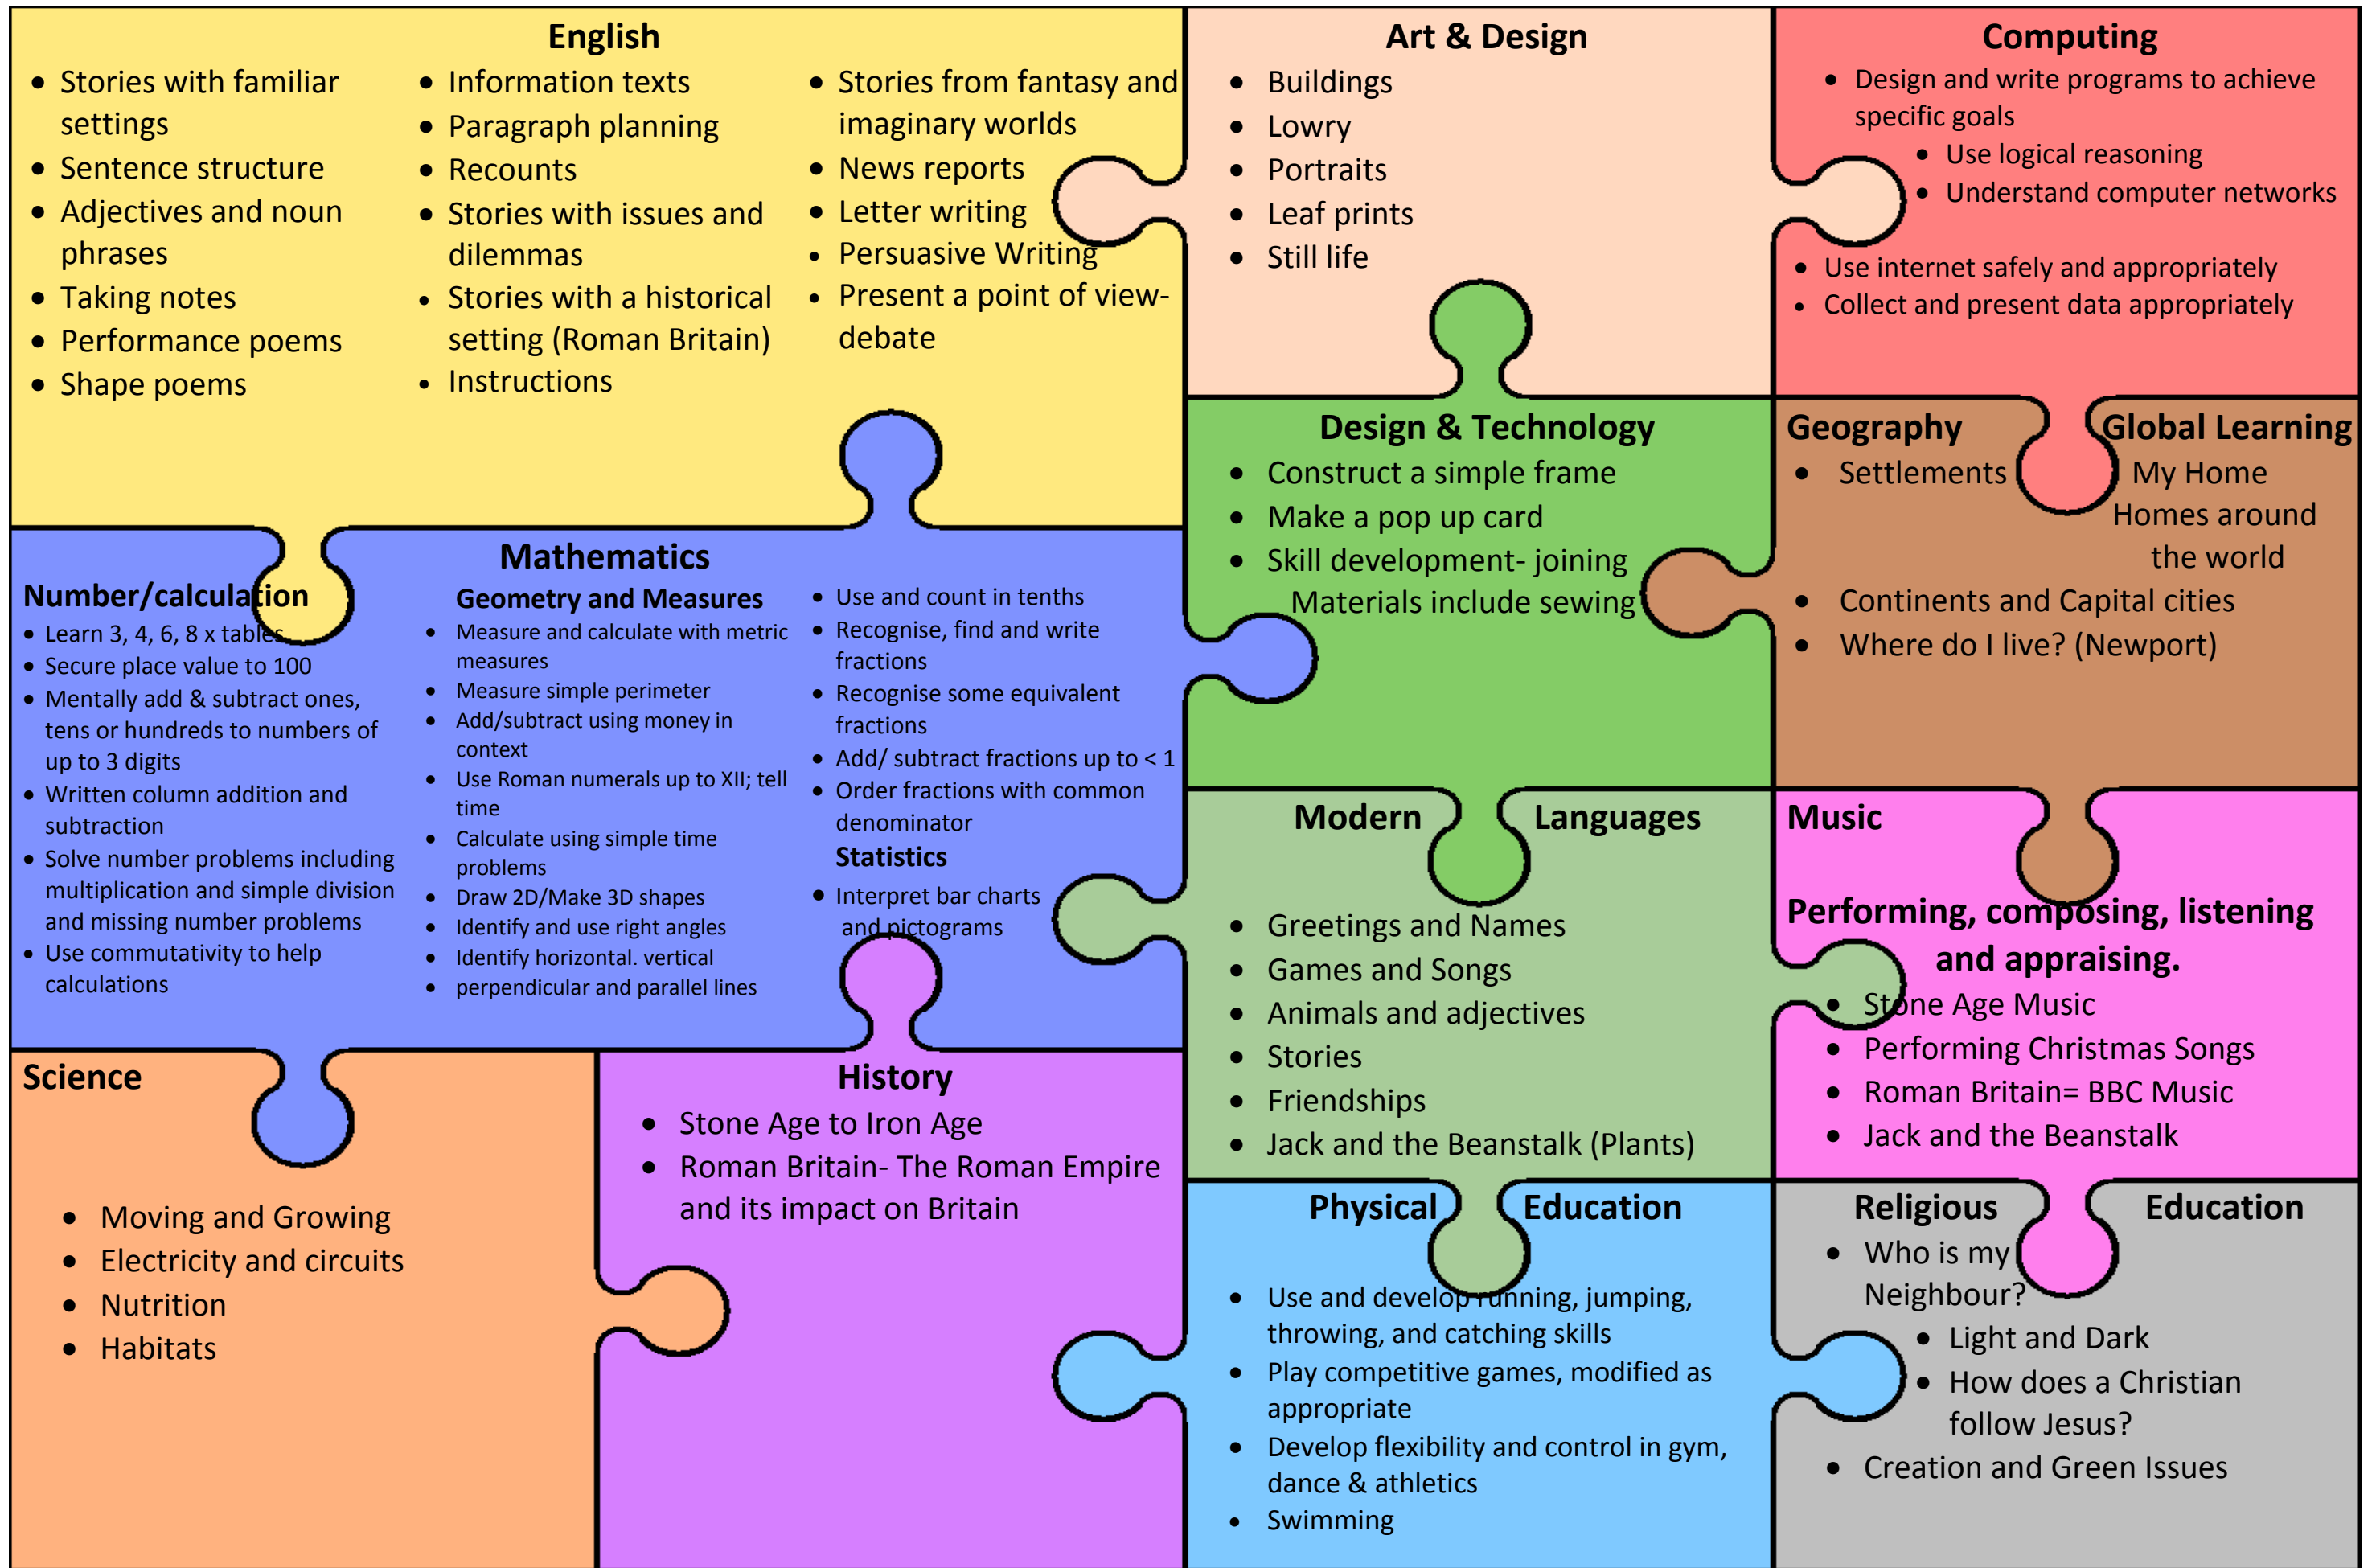 English
• Stories with familiar
settings
• Sentence structure
• Adjectives and noun
phrases
• Taking notes
• Performance poems
• Shape poems
• Information texts
• Paragraph planning
• Recounts
• Stories with issues and
dilemmas
• Stories with a historical
setting (Roman Britain)
• Instructions
• Stories from fantasy and
imaginary worlds
• News reports
• Letter writing
• Persuasive Writing
• Present a point of view-
debate
Art & Design
• Buildings
• Lowry
• Portraits
• Leaf prints
• Still life
Computing
• Design and write programs to achieve
specific goals
• Use logical reasoning
• Understand computer networks
• Use internet safely and appropriately
• Collect and present data appropriately
Mathematics
Number/calculation
• Learn 3, 4, 6, 8 x tables
• Secure place value to 100
• Mentally add & subtract ones,
tens or hundreds to numbers of
up to 3 digits
• Written column addition and
subtraction
• Solve number problems including
multiplication and simple division
and missing number problems
• Use commutativity to help
calculations
Geometry and Measures
• Measure and calculate with metric
measures
• Measure simple perimeter
• Add/subtract using money in
context
• Use Roman numerals up to XII; tell
time
• Calculate using simple time
problems
• Draw 2D/Make 3D shapes
• Identify and use right angles
• Identify horizontal. vertical
• perpendicular and parallel lines
• Use and count in tenths
• Recognise, find and write
fractions
• Recognise some equivalent
fractions
• Add/ subtract fractions up to < 1
• Order fractions with common
denominator
Statistics
• Interpret bar charts
and pictograms
Design & Technology
• Construct a simple frame
• Make a pop up card
• Skill development- joining
Materials include sewing
Geography
• Settlements
Global Learning
My Home
Homes around
the world
• Continents and Capital cities
• Where do I live? (Newport)
Modern Languages
• Greetings and Names
• Games and Songs
• Animals and adjectives
• Stories
• Friendships
• Jack and the Beanstalk (Plants)
Music
Performing, composing, listening
and appraising.
• Stone Age Music
• Performing Christmas Songs
• Roman Britain= BBC Music
• Jack and the Beanstalk
Science
• Moving and Growing
• Electricity and circuits
• Nutrition
• Habitats
History
• Stone Age to Iron Age
• Roman Britain- The Roman Empire
and its impact on Britain
Physical Education
• Use and develop running, jumping,
throwing, and catching skills
• Play competitive games, modified as
appropriate
• Develop flexibility and control in gym,
dance & athletics
• Swimming
Religious Education
• Who is my
Neighbour?
• Light and Dark
• How does a Christian
follow Jesus?
• Creation and Green Issues